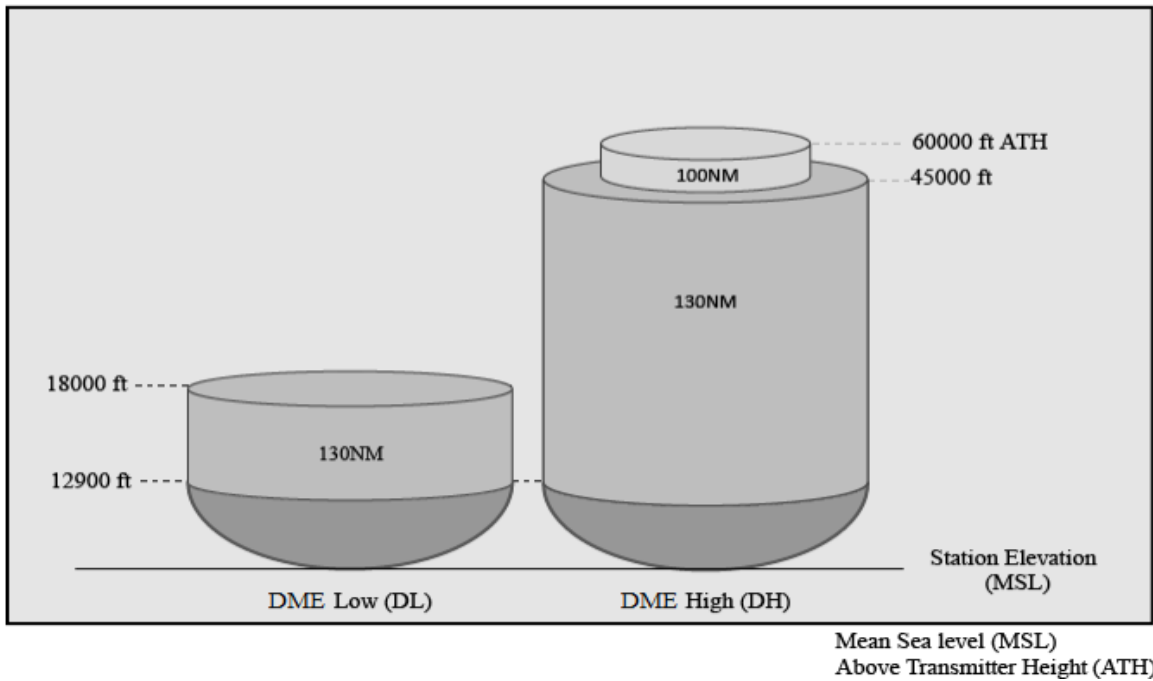 60000 ft ATH
100NM
45000 ft
130NM
18000 ft
130NM
12900 ft
Station Elevation
(MSL)
DME Low (DL)
DME High (DH)
Mean Sea level (MSL)
Above Transmitter Height (ATH)